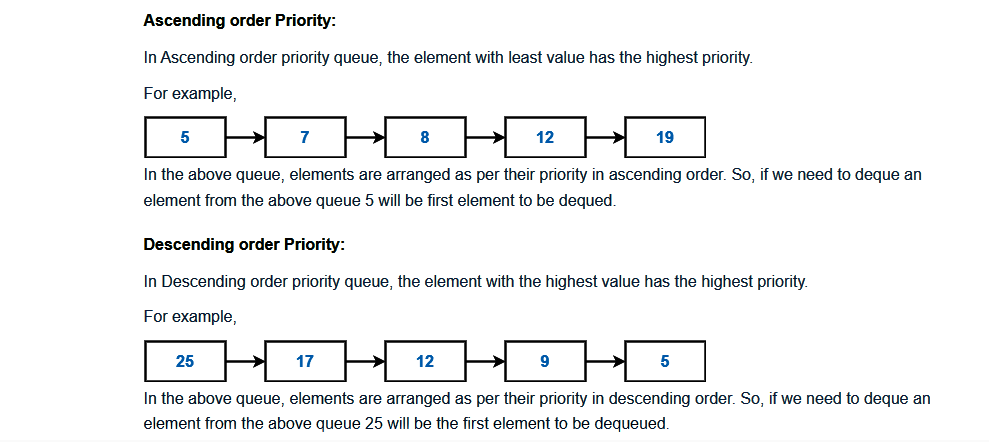 Ascending order Priority:
In Ascending order priority queue, the element with least value has the highest priority.
For example,
5 7 8 12 19
In the above queue, elements are arranged as per their priority in ascending order. So, if we need to deque an
element from the above queue 5 will be first element to be dequed.
Descending order Priority:
In Descending order priority queue, the element with the highest value has the highest priority.
For example,
25 17 12 9 5
In the above queue, elements are arranged as per their priority in descending order. So, if we need to deque an
element from the above queue 25 will be the first element to be dequeued.